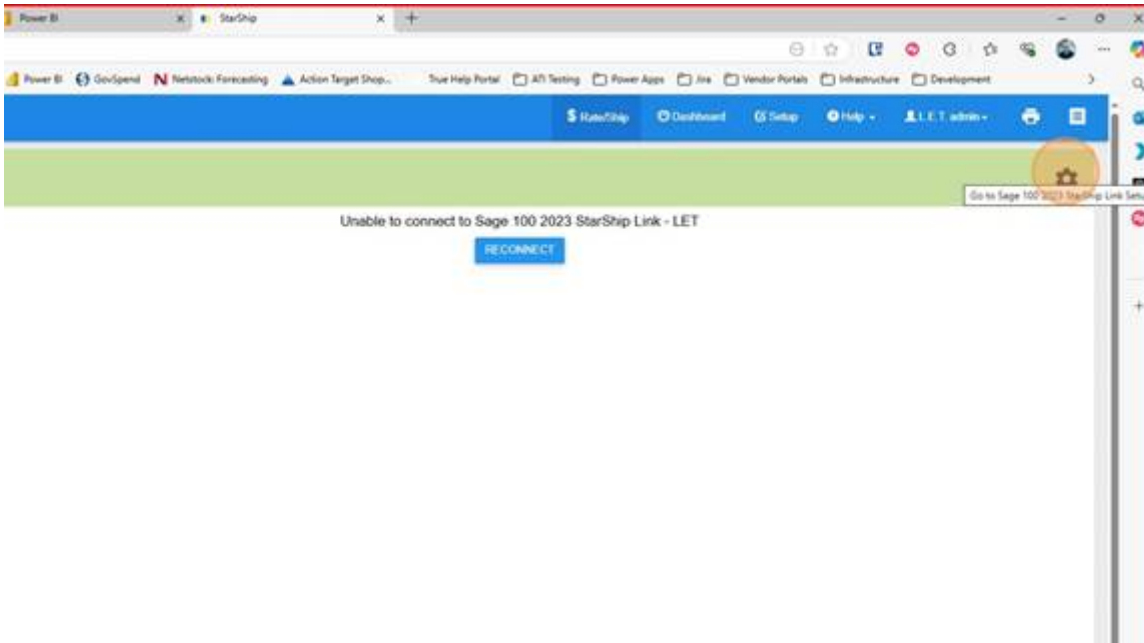 Power BI StarShip
Power BI GovSpend Netstock Forecasting Action Target Shop... True Help Portal ATI Testing Power Apps Jira Vendor Portals Infrastructure Development
$ Rate/Ship Dashboard Setup Help L.E.T. admin
Go to Sage 100 2023 StarShip Link Setu
Unable to connect to Sage 100 2023 StarShip Link - LET
RECONNECT